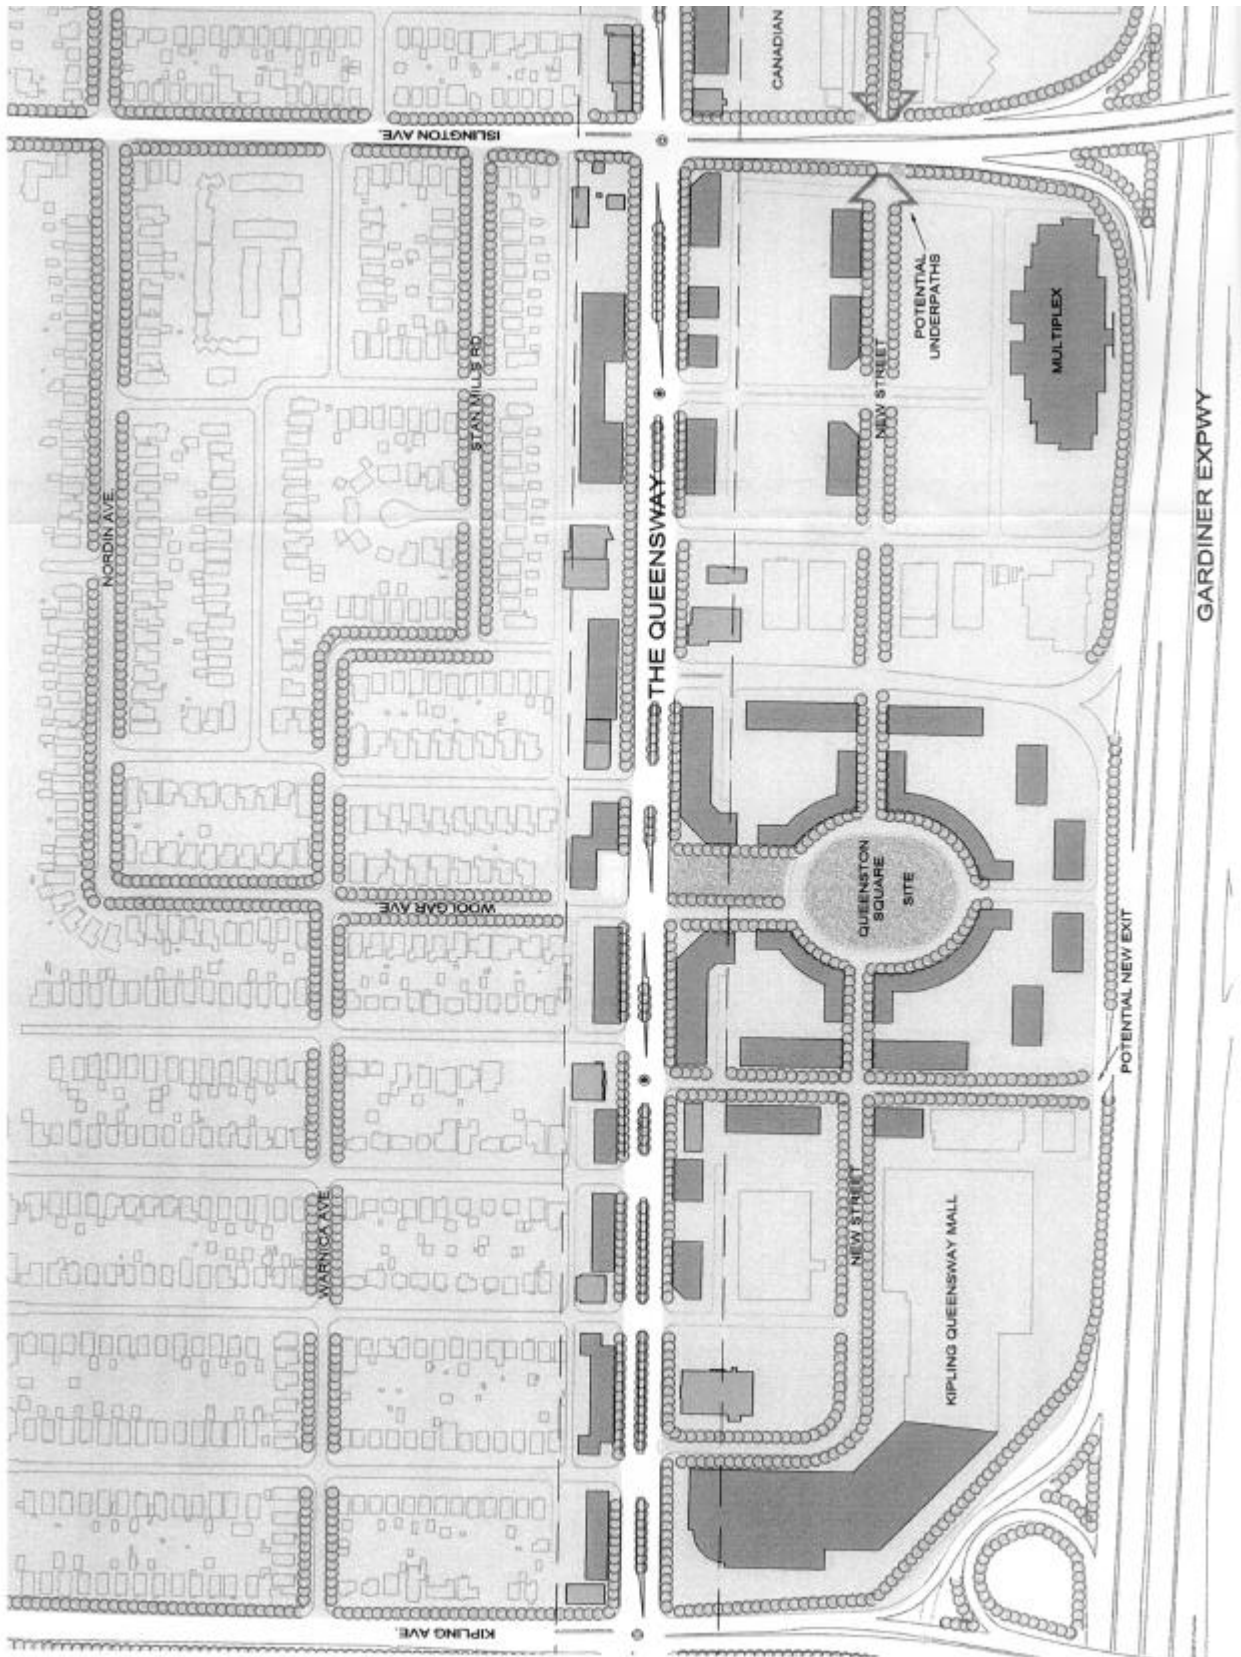 CANADIAN
ISLINGTON AVE.
POTENTIAL
UNDERPATHS
MULTIPLEX
STAN MILLS RD
NEW STREET
GARDINER EXPWY
NORDIN AVE.
THE QUEENSWAY
QUEENSTON
SQUARE
SITE
WOOLGAR AVE.
POTENTIAL NEW EXIT
WARNICA AVE
NEW STREET
KIPLING QUEENSWAY MALL
KIPLING AVE.